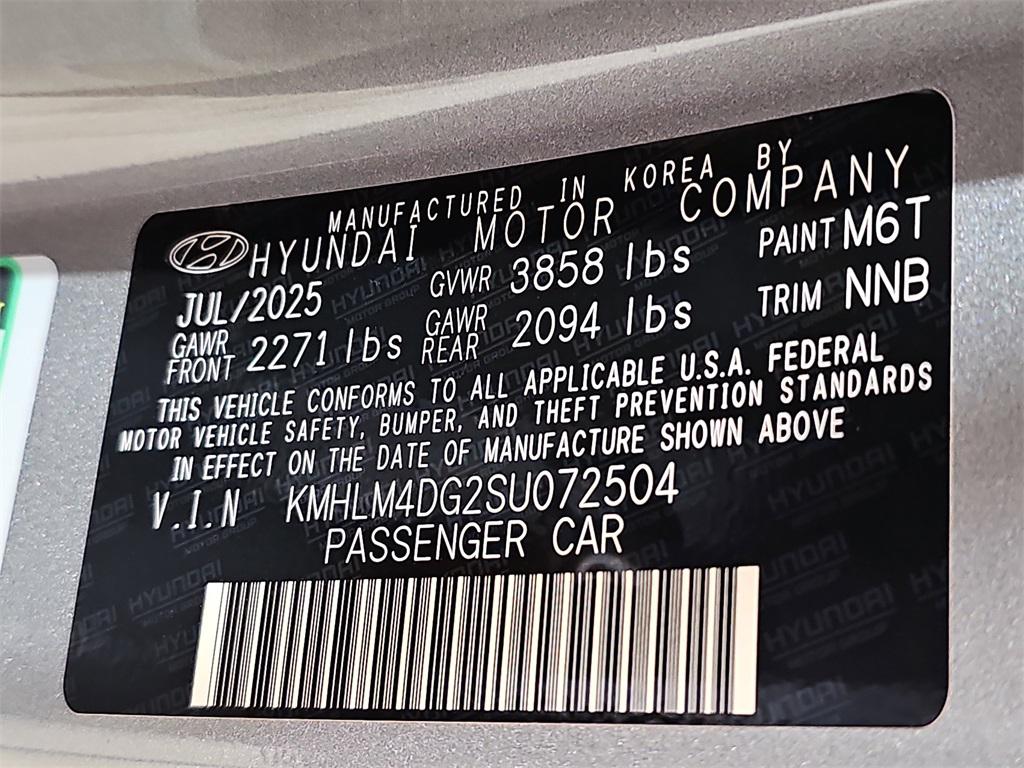 MANUFACTURED IN KOREA BY
HYUNDAI MOTOR COMPANY
JUL/2025 GVWR 3858 lbs PAINT M6T
GAWR FRONT 2271 lbs GAWR REAR 2094 lbs TRIM NNB
THIS VEHICLE CONFORMS TO ALL APPLICABLE U.S.A. FEDERAL
MOTOR VEHICLE SAFETY, BUMPER, AND THEFT PREVENTION STANDARDS
IN EFFECT ON THE DATE OF MANUFACTURE SHOWN ABOVE
V.I.N KMHLM4DG2SU072504
PASSENGER CAR